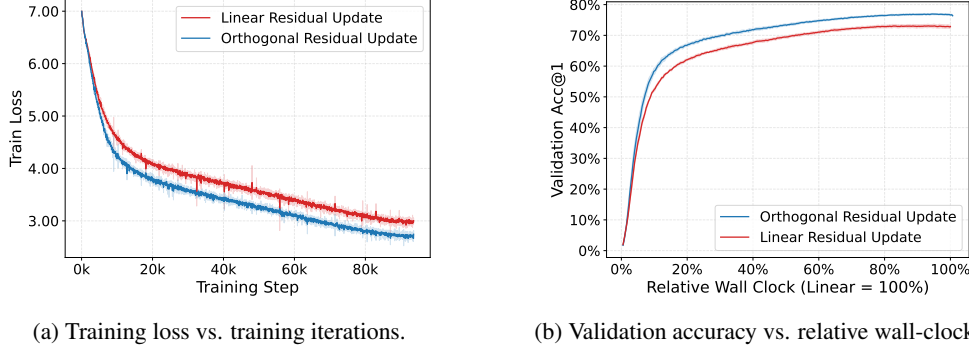 7.00
6.00
5.00
4.00
3.00
Train Loss
Linear Residual Update
Orthogonal Residual Update
0k
20k
40k
60k
80k
Training Step
(a) Training loss vs. training iterations.
80%
70%
60%
50%
40%
30%
20%
10%
0%
Validation Acc@1
Orthogonal Residual Update
Linear Residual Update
0%
20%
40%
60%
80%
100%
Relative Wall Clock (Linear = 100%)
(b) Validation accuracy vs. relative wall-clock